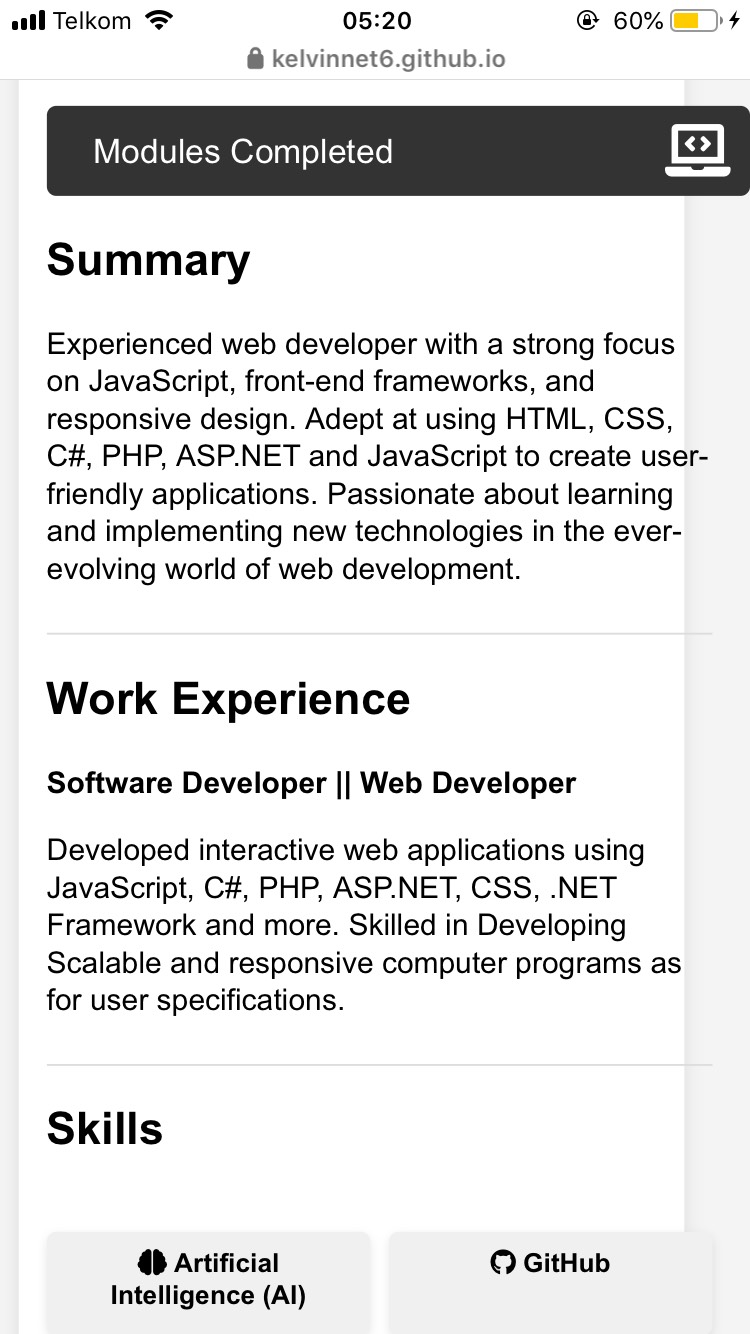 Telkom 05:20 60%
kelvinnet6.github.io
Modules Completed
Summary
Experienced web developer with a strong focus
on JavaScript, front-end frameworks, and
responsive design. Adept at using HTML, CSS,
C#, PHP, ASP.NET and JavaScript to create user-
friendly applications. Passionate about learning
and implementing new technologies in the ever-
evolving world of web development.
Work Experience
Software Developer || Web Developer
Developed interactive web applications using
JavaScript, C#, PHP, ASP.NET, CSS, .NET
Framework and more. Skilled in Developing
Scalable and responsive computer programs as
for user specifications.
Skills
Artificial
Intelligence (AI)
GitHub